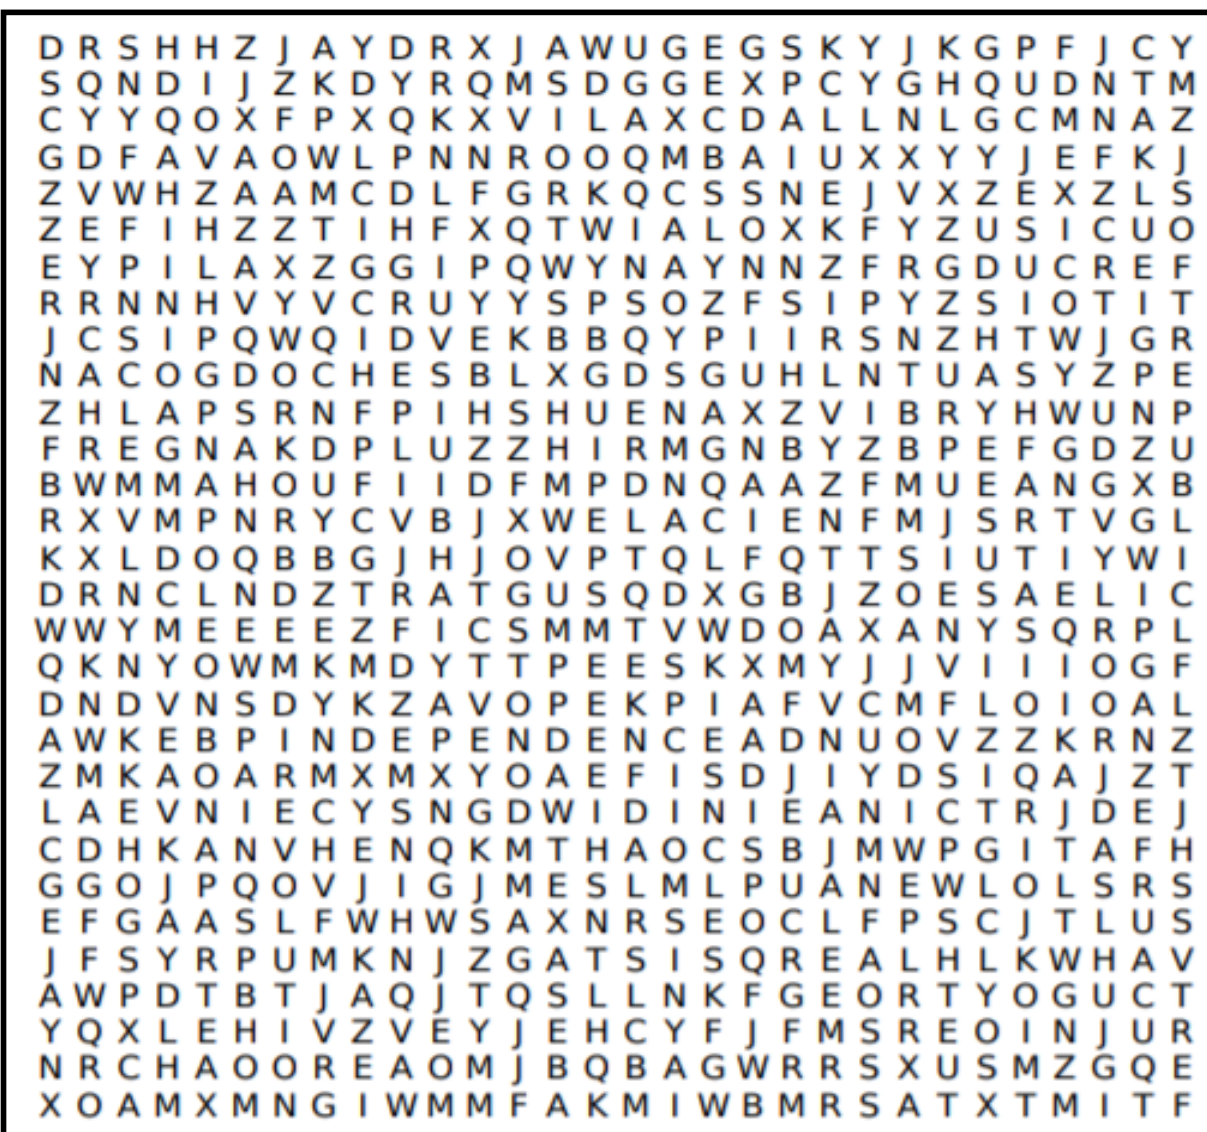 D R S H H Z J A Y D R X J A W U G E G S K Y J K G P F J C Y
S Q N D I J Z K D Y R Q M S D G G E X P C Y G H Q U D N T M
C Y Y Q O X F P X Q K X V I L A X C D A L L N L G C M N A Z
G D F A V A O W L P N N R O O Q M B A I U X X Y Y J E F K J
Z V W H Z A A M C D L F G R K Q C S S N E J V X Z E X Z L S
Z E F I H Z Z T I H F X Q T W I A L O X K F Y Z U S I C U O
E Y P I L A X Z G G I P Q W Y N A Y N N Z F R G D U C R E F
R R N N H V Y V C R U Y Y S P S O Z F S I P Y Z S I O T I T
J C S I P Q W Q I D V E K B B Q Y P I I R S N Z H T W J G R
N A C O G D O C H E S B L X G D S G U H L N T U A S Y Z P E
Z H L A P S R N F P I H S H U E N A X Z V I B R Y H W U N P
F R E G N A K D P L U Z Z H I R M G N B Y Z B P E F G D Z U
B W M M A H O U F I I D F M P D N Q A A Z F M U E A N G X B
R X V M P N R Y C V B J X W E L A C I E N F M J S R T V G L
K X L D O Q B B G J H J O V P T Q L F Q T T S I U T I Y W I
D R N C L N D Z T R A T G U S Q D X G B J Z O E S A E L I C
W W Y M E E E E Z F I C S M M T V W D O A X A N Y S Q R P L
Q K N Y O W M K M D Y T T P E E S K X M Y J J V I I I O G F
D N D V N S D Y K Z A V O P E K P I A F V C M F L O I O A L
A W K E B P I N D E P E N D E N C E A D N U O V Z Z K R N Z
Z M K A O A R M X M X Y O A E F I S D J I Y D S I Q A J Z T
L A E V N I E C Y S N G D W I D I N I E A N I C T R J D E J
C D H K A N V H E N Q K M T H A O C S B J M W P G I T A F H
G G O J P Q O V J I G J M E S L M L P U A N E W L O L S R S
E F G A A S L F W H W S A X N R S E O C L F P S C J T L U S
J F S Y R P U M K N J Z G A T S I S Q R E A L H L K W H A V
A W P D T B T J A Q J T Q S L L N K F G E O R T Y O G U C T
Y Q X L E H I V Z V E Y J E H C Y F J F M S R E O I N J U R
N R C H A O O R E A O M J B Q B A G W R R S X U S M Z G Q E
X O A M X M N G I W M M F A K M I W B M R S A T X T M I T F